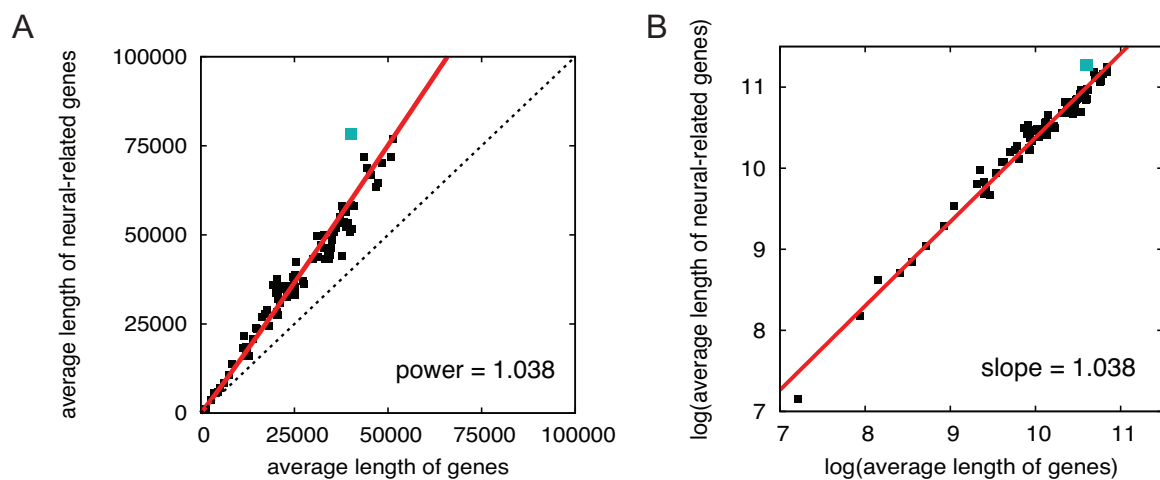 A
average length of neural-related genes
100000
75000
50000
25000
0
power = 1.038
0 25000 50000 75000 100000
average length of genes
B
log(average length of neural-related genes)
11
10
9
8
7
slope = 1.038
7 8 9 10 11
log(average length of genes)